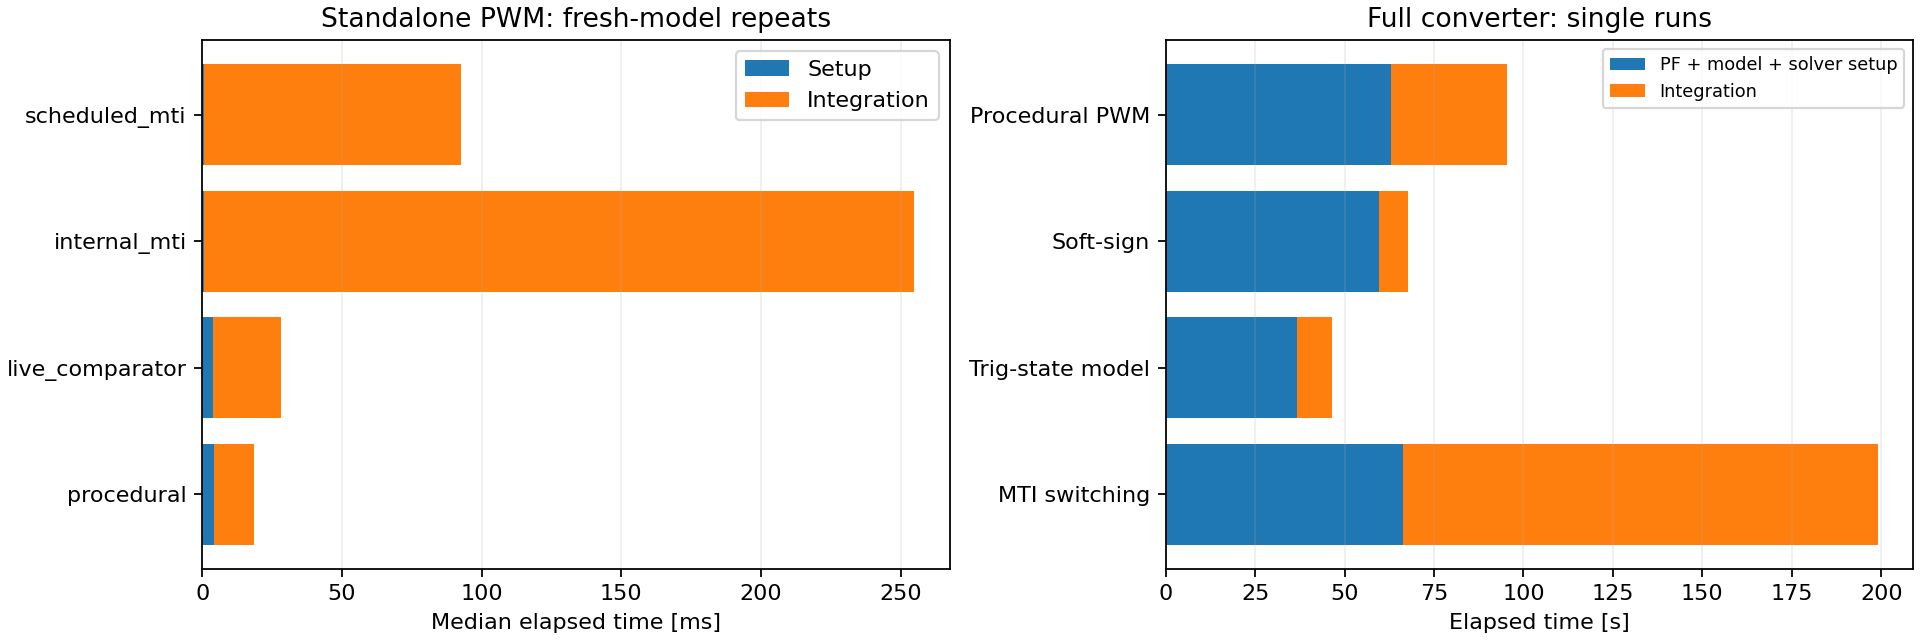 Standalone PWM: fresh-model repeats
Setup
Integration
scheduled_mti
internal_mti
live_comparator
procedural
0 50 100 150 200 250
Median elapsed time [ms]
Full converter: single runs
PF + model + solver setup
Integration
Procedural PWM
Soft-sign
Trig-state model
MTI switching
0 25 50 75 100 125 150 175 200
Elapsed time [s]